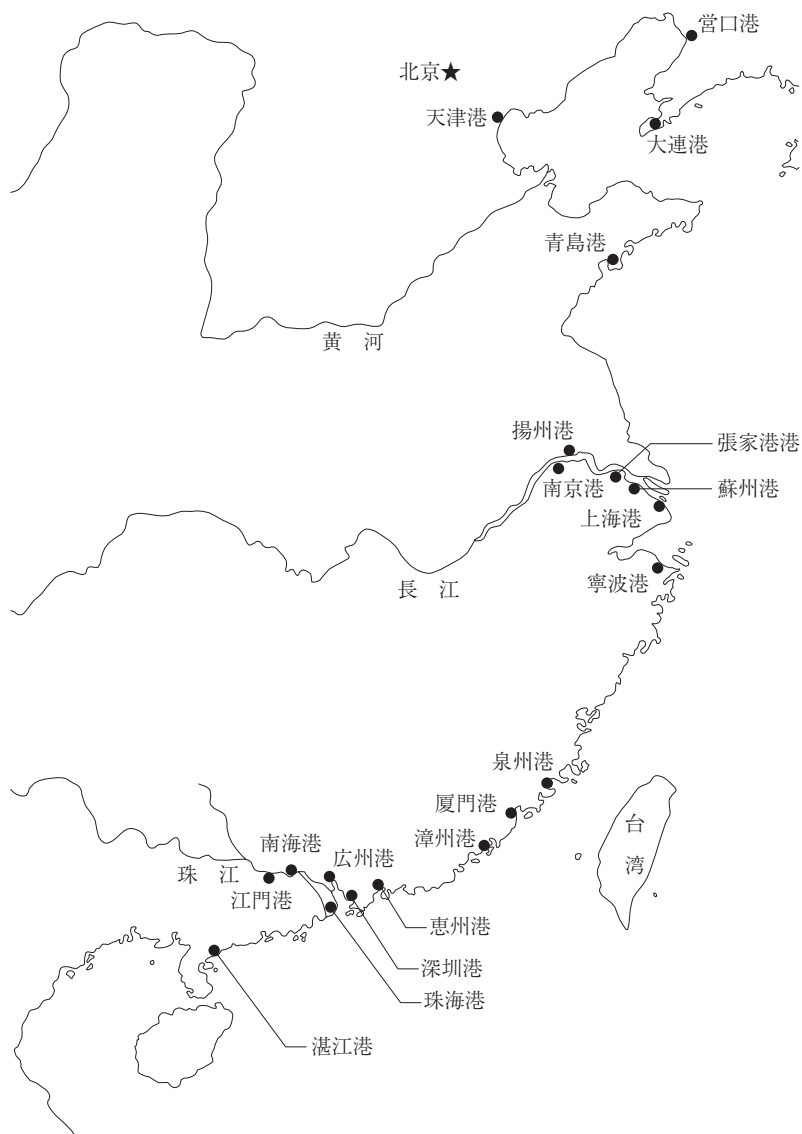 営口港
北京★
天津港
大連港
青島港
黄 河
揚州港
張家港港
南京港
蘇州港
上海港
長 江
寧波港
泉州港
厦門港
台
湾
漳州港
南海港
広州港
珠 江
江門港
恵州港
深圳港
珠海港
湛江港